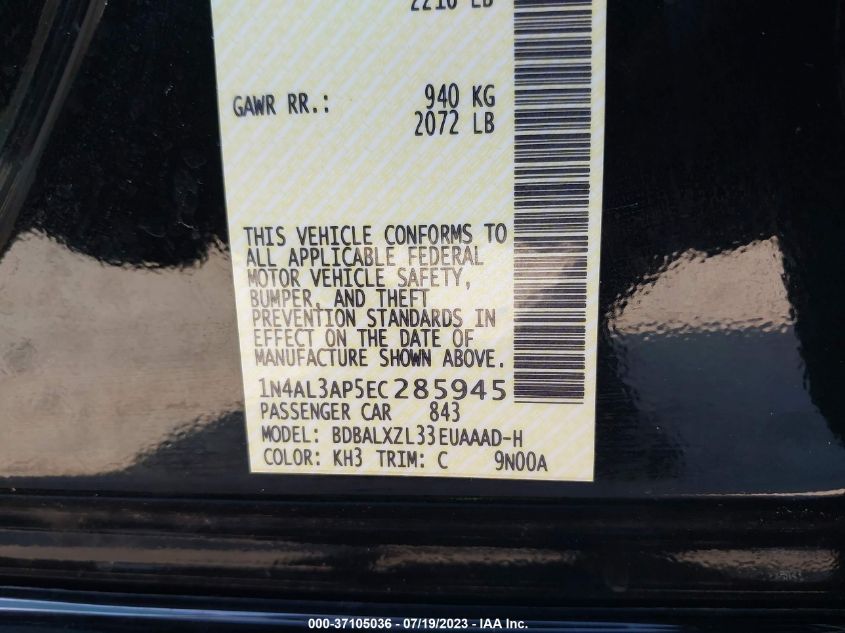 2210 LB
GAWR RR.: 940 KG
2072 LB
THIS VEHICLE CONFORMS TO
ALL APPLICABLE FEDERAL
MOTOR VEHICLE SAFETY,
BUMPER, AND THEFT
PREVENTION STANDARDS IN
EFFECT ON THE DATE OF
MANUFACTURE SHOWN ABOVE.
1N4AL3AP5EC285945
PASSENGER CAR 843
MODEL: BDBALXZL33EUAAAD-H
COLOR: KH3 TRIM: C 9N00A
000-37105036 - 07/19/2023 - IAA Inc.